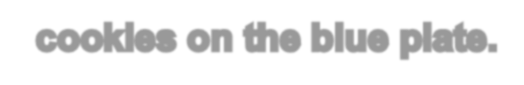 cookies on the blue plate.